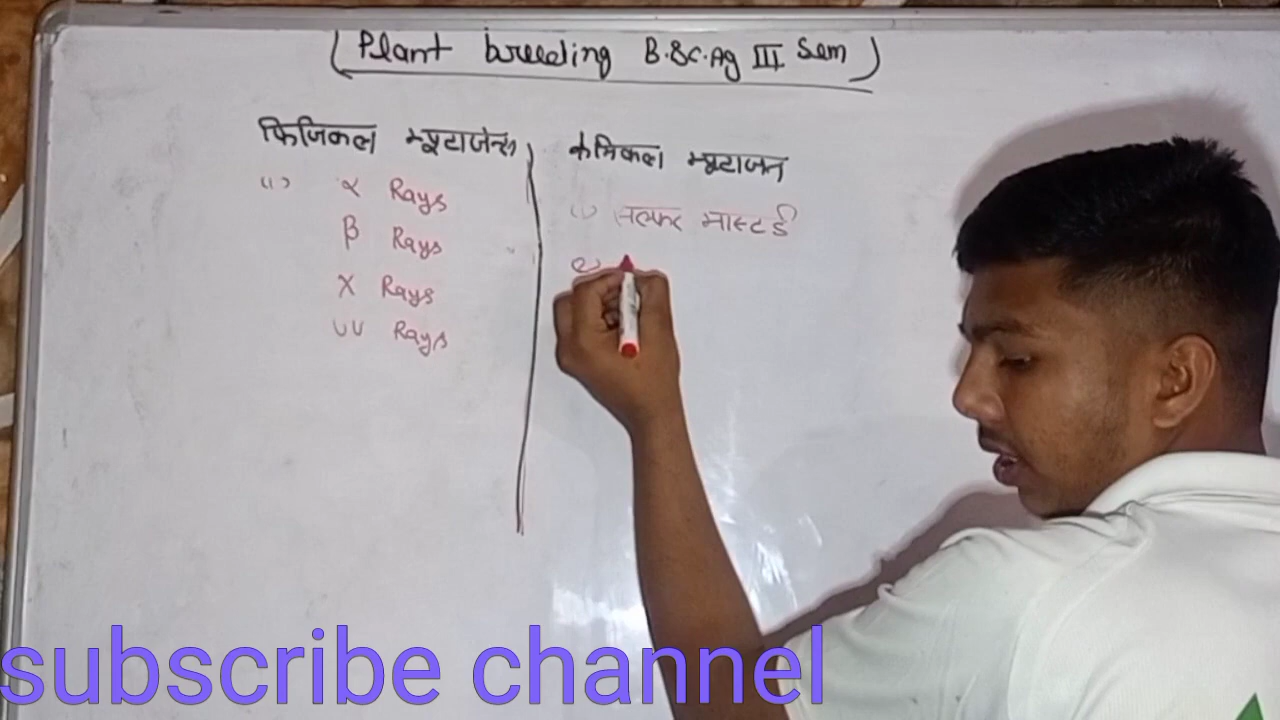 (Plant breeding B.Sc.Ag III Sem)
फिजिकल म्यूटाजेन्स
(1) α Rays
β Rays
X Rays
UV Rays
केमिकल म्यूटाजन
(1) सल्फर मास्टर्ड
subscribe channel